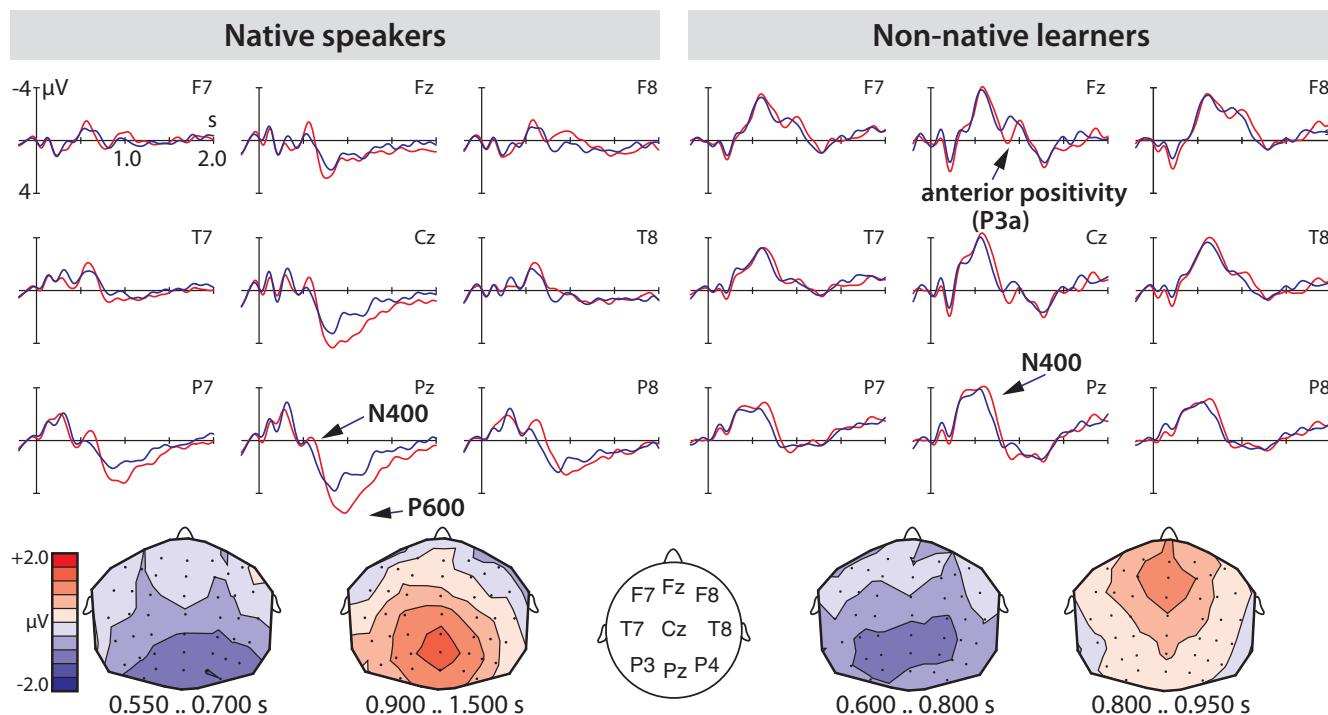 Native speakers
Non-native learners
-4 μV F7 Fz F8 F7 Fz F8
s
1.0 2.0
4
anterior positivity
(P3a)
T7 Cz T8 T7 Cz T8
N400
P7 Pz P8 P7 Pz P8
N400
P600
+2.0
μV
-2.0
F7 Fz F8
T7 Cz T8
P3 Pz P4
0.550 .. 0.700 s
0.900 .. 1.500 s
0.600 .. 0.800 s
0.800 .. 0.950 s